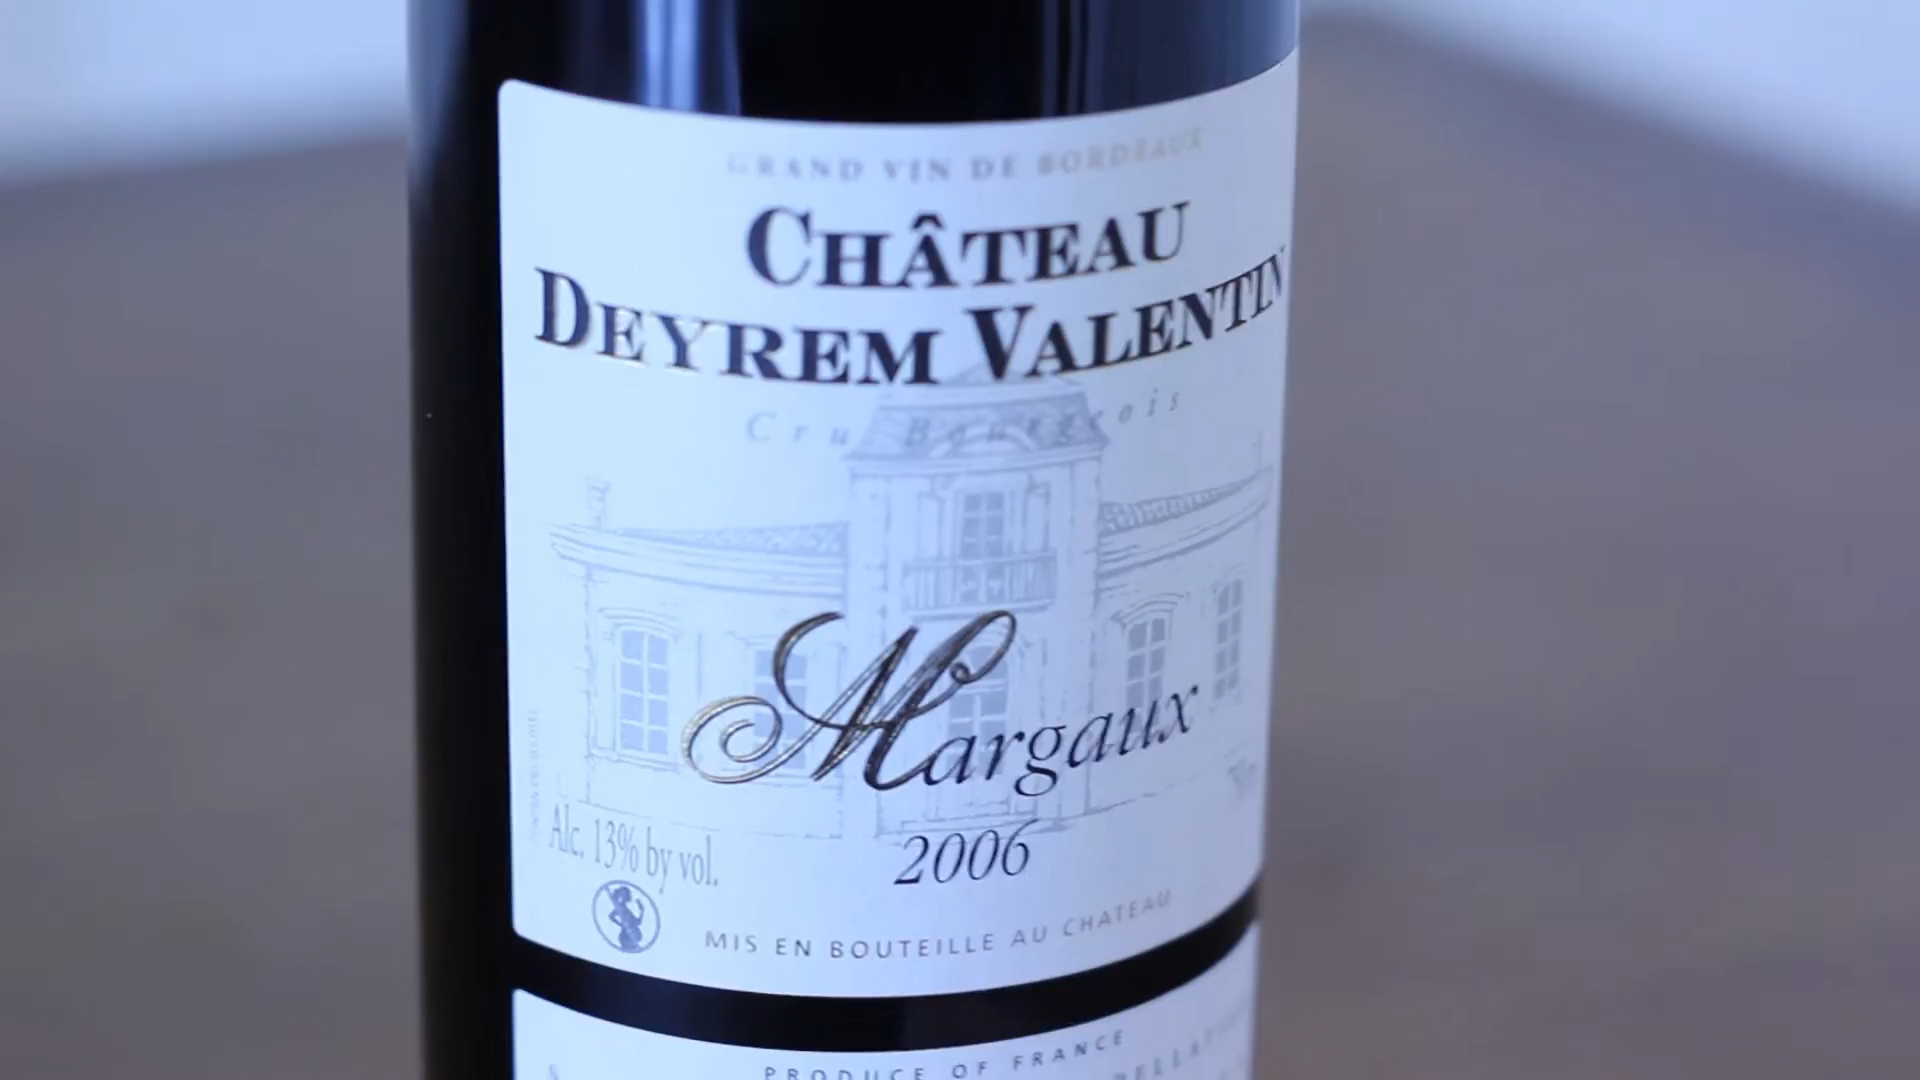 GRAND VIN DE BORDEAUX
CHÂTEAU
DEYREM VALENTIN
Cru Bourgeois
Margaux
Alc. 13% by vol.
2006
MIS EN BOUTEILLE AU CHATEAU
PRODUCE OF FRANCE